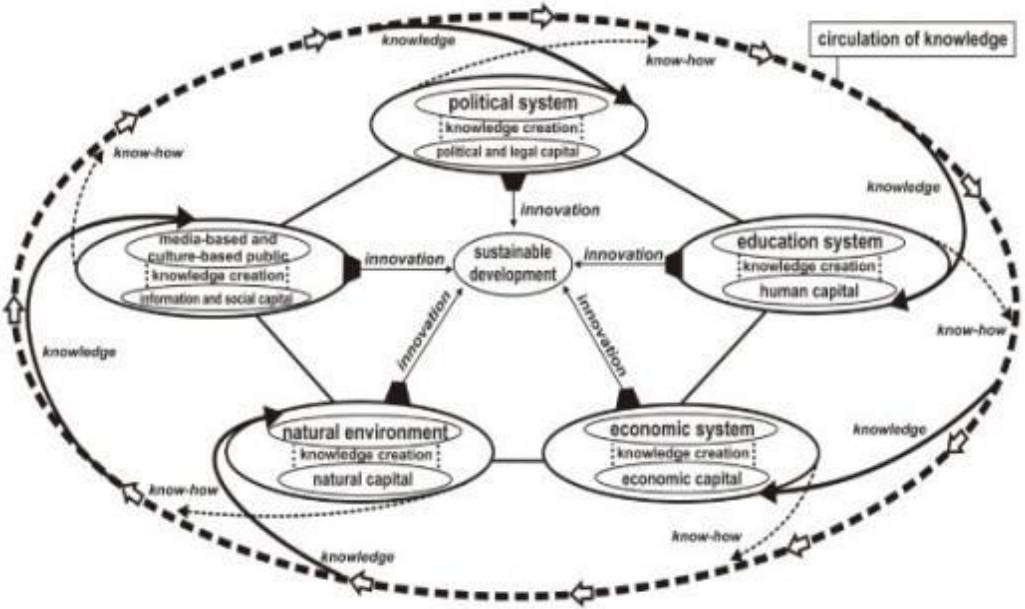 circulation of knowledge
knowledge
know-how
political system
knowledge creation
political and legal capital
know-how
knowledge
innovation
media-based and
culture-based public
knowledge creation
information and social capital
innovation
sustainable
development
innovation
education system
knowledge creation
human capital
know-how
knowledge
innovation
innovation
natural environment
knowledge creation
natural capital
economic system
knowledge creation
economic capital
knowledge
know-how
know-how
knowledge